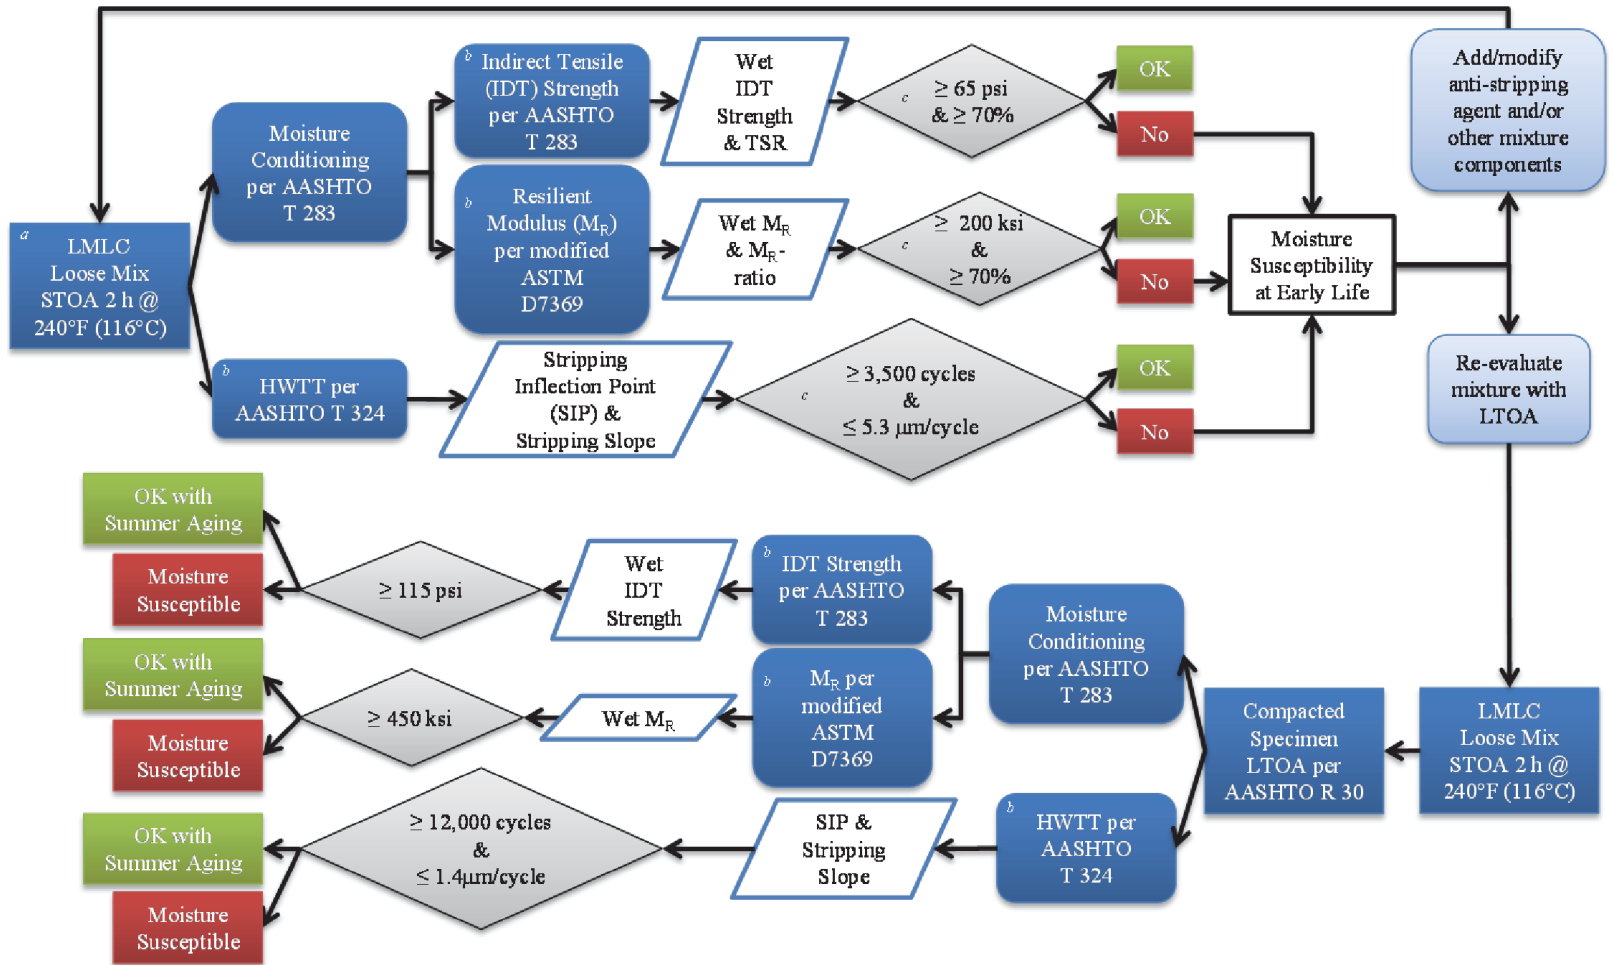 a
LMLC
Loose Mix
STOA 2 h @
240°F (116°C)
Moisture
Conditioning
per AASHTO
T 283
b
Indirect Tensile
(IDT) Strength
per AASHTO
T 283
Wet
IDT
Strength
& TSR
c
≥ 65 psi
& ≥ 70%
OK
No
b
Resilient
Modulus (MR)
per modified
ASTM
D7369
Wet MR
& MR-
ratio
c
≥ 200 ksi
&
≥ 70%
OK
No
b
HWTT per
AASHTO T 324
Stripping
Inflection Point
(SIP) &
Stripping Slope
c
≥ 3,500 cycles
&
≤ 5.3 μm/cycle
OK
No
Moisture
Susceptibility
at Early Life
Add/modify
anti-stripping
agent and/or
other mixture
components
Re-evaluate
mixture with
LTOA
LMLC
Loose Mix
STOA 2 h @
240°F (116°C)
Compacted
Specimen
LTOA per
AASHTO R 30
Moisture
Conditioning
per AASHTO
T 283
b
IDT Strength
per AASHTO
T 283
Wet
IDT
Strength
≥ 115 psi
OK with
Summer Aging
Moisture
Susceptible
b
MR per
modified
ASTM
D7369
Wet MR
≥ 450 ksi
OK with
Summer Aging
Moisture
Susceptible
b
HWTT per
AASHTO
T 324
SIP &
Stripping
Slope
≥ 12,000 cycles
&
≤ 1.4μm/cycle
OK with
Summer Aging
Moisture
Susceptible